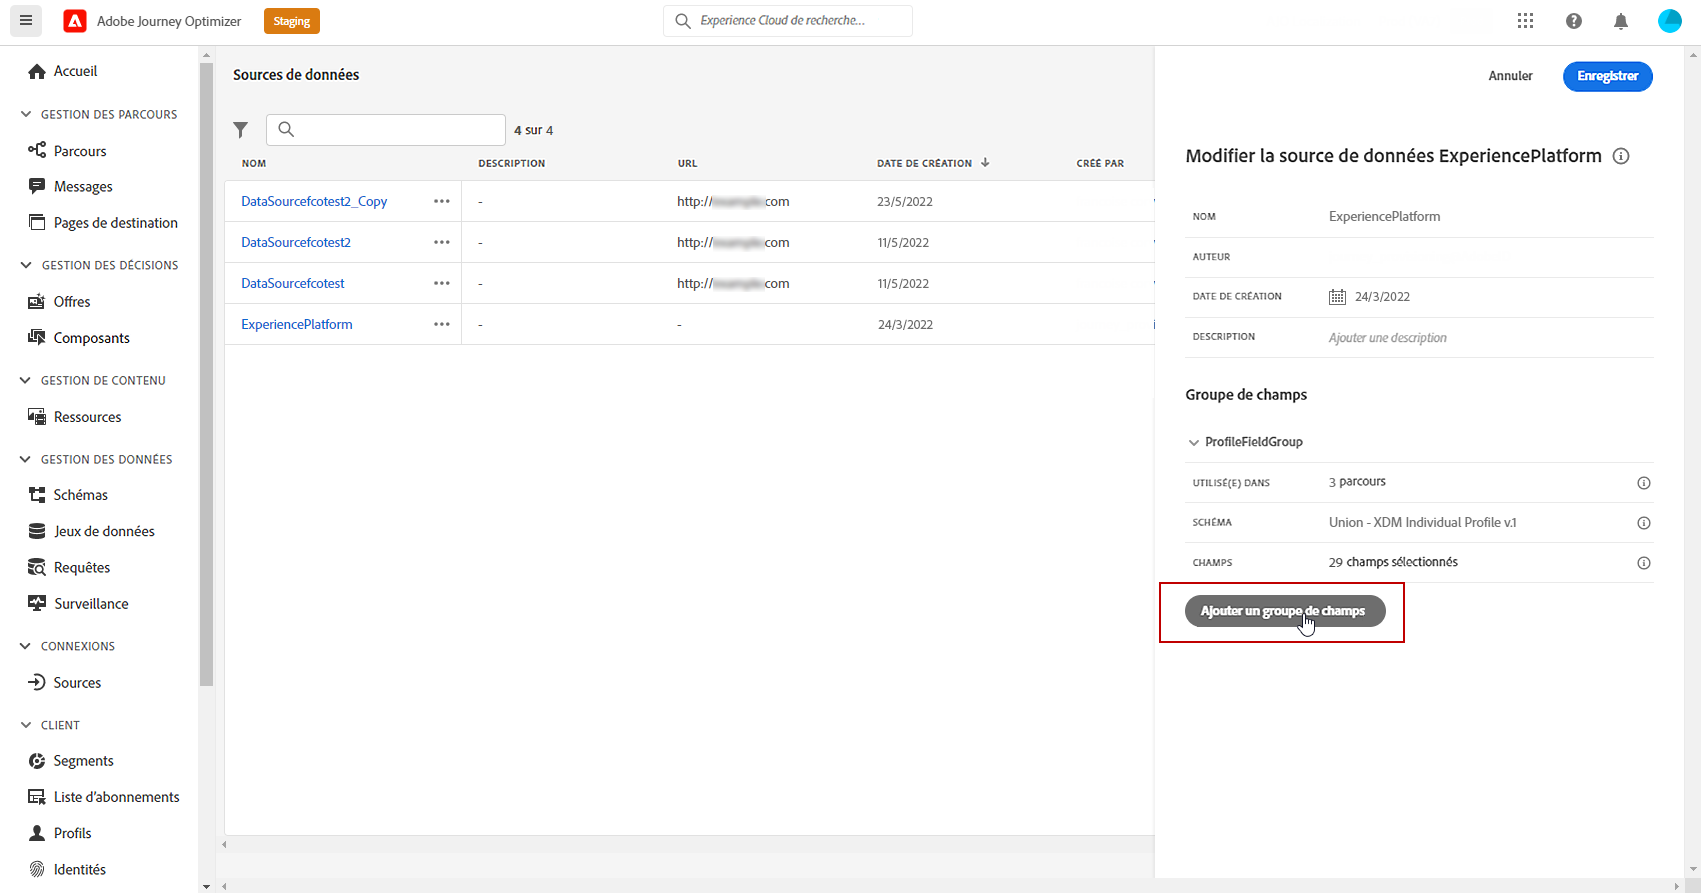 Adobe Journey Optimizer
Staging
Experience Cloud de recherche...
Accueil
GESTION DES PARCOURS
Parcours
Messages
Pages de destination
GESTION DES DÉCISIONS
Offres
Composants
GESTION DE CONTENU
Ressources
GESTION DES DONNÉES
Schémas
Jeux de données
Requêtes
Surveillance
CONNEXIONS
Sources
CLIENT
Segments
Liste d'abonnements
Profils
Identités
Sources de données
4 sur 4
NOM DESCRIPTION URL DATE DE CRÉATION CRÉÉ PAR
DataSourcefcotest2_Copy - http:// com 23/5/2022
DataSourcefcotest2 - http:// com 11/5/2022
DataSourcefcotest - http:// com 11/5/2022
ExperiencePlatform - - 24/3/2022
Annuler
Enregistrer
Modifier la source de données ExperiencePlatform
NOM ExperiencePlatform
AUTEUR
DATE DE CRÉATION 24/3/2022
DESCRIPTION Ajouter une description
Groupe de champs
ProfileFieldGroup
UTILISÉ(E) DANS 3 parcours
SCHÉMA Union - XDM Individual Profile v.1
CHAMPS 29 champs sélectionnés
Ajouter un groupe de champs